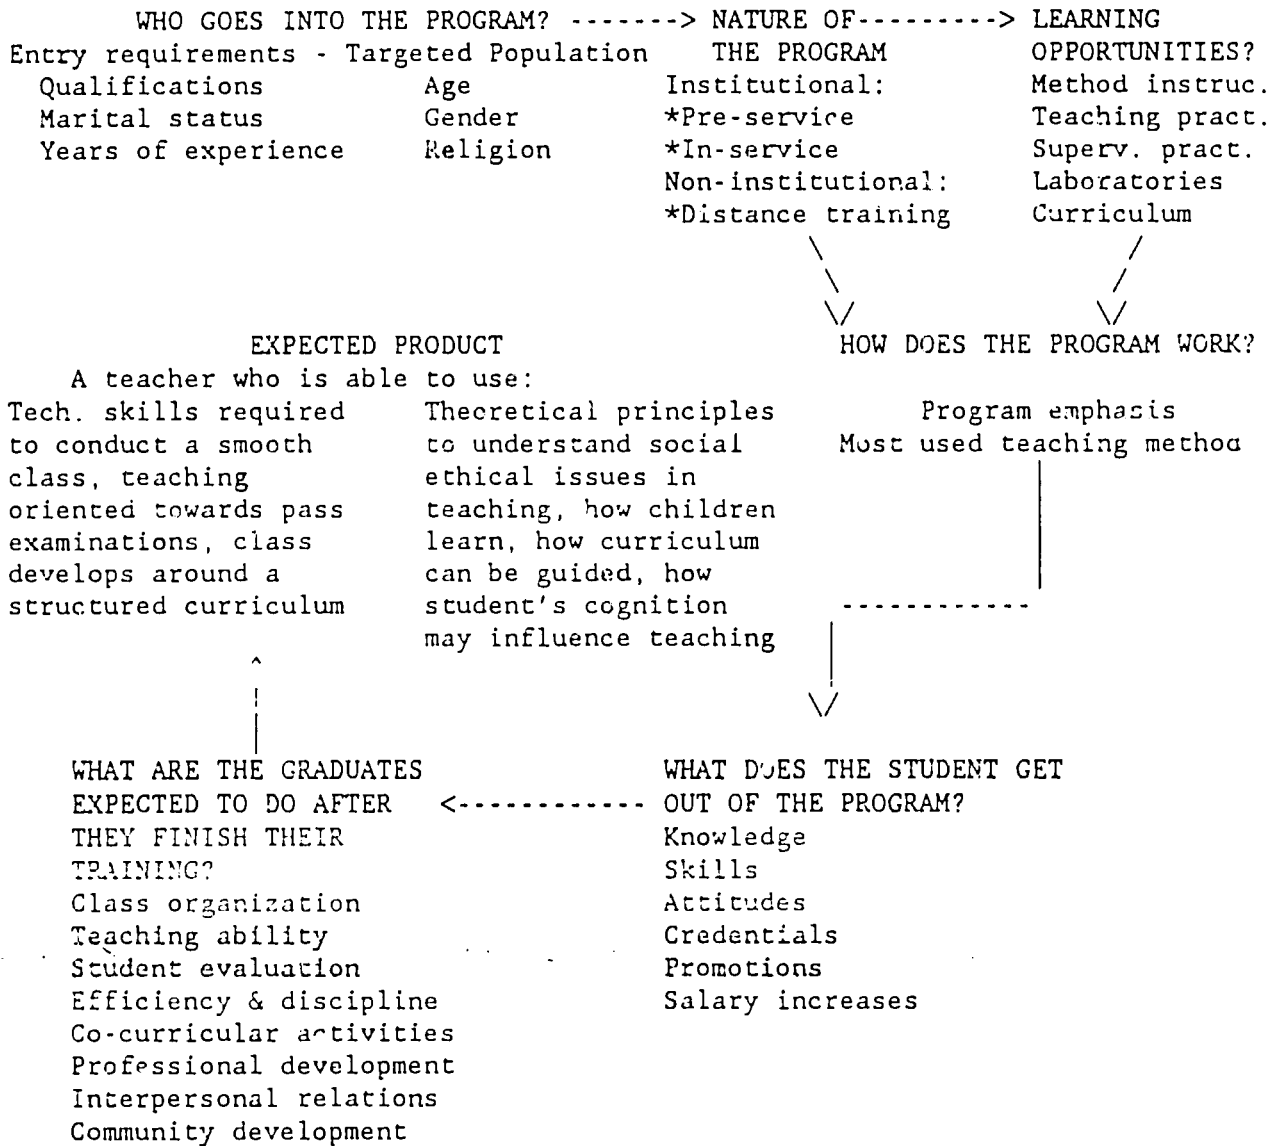 WHO GOES INTO THE PROGRAM? -------> NATURE OF---------> LEARNING
Entry requirements - Targeted Population THE PROGRAM OPPORTUNITIES?
Qualifications Age Institutional: Method instruc.
Marital status Gender *Pre-service Teaching pract.
Years of experience Religion *In-service Superv. pract.
Non-institutional: Laboratories
*Distance training Curriculum
EXPECTED PRODUCT HOW DOES THE PROGRAM WORK?
A teacher who is able to use:
Tech. skills required Theoretical principles Program emphasis
to conduct a smooth to understand social Most used teaching method
class, teaching ethical issues in
oriented towards pass teaching, how children
examinations, class learn, how curriculum
develops around a can be guided, how
structured curriculum student's cognition
may influence teaching
WHAT ARE THE GRADUATES WHAT DOES THE STUDENT GET
EXPECTED TO DO AFTER <------------ OUT OF THE PROGRAM?
THEY FINISH THEIR Knowledge
TRAINING? Skills
Class organization Attitudes
Teaching ability Credentials
Student evaluation Promotions
Efficiency & discipline Salary increases
Co-curricular activities
Professional development
Interpersonal relations
Community development